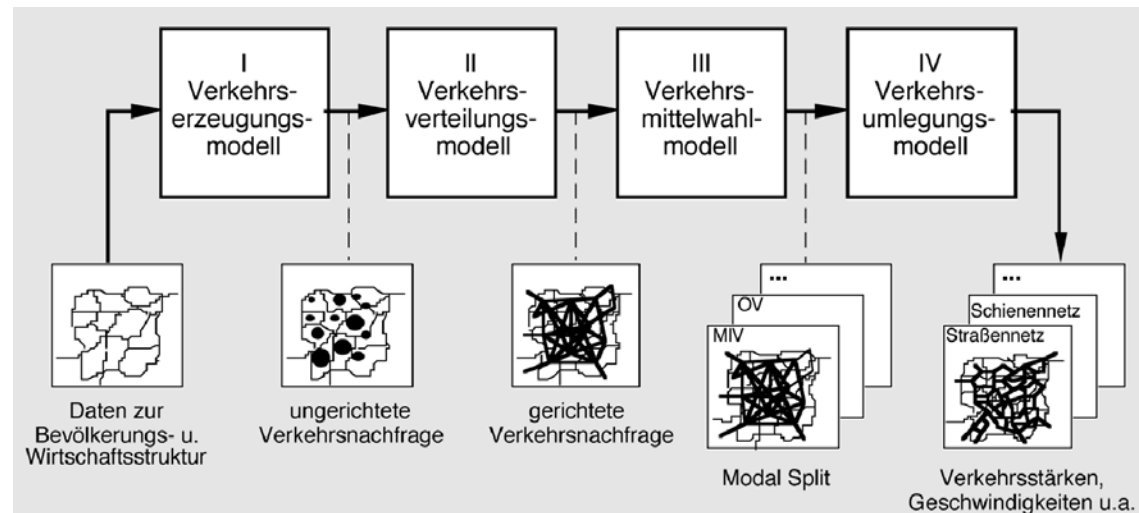 I
Verkehrs-
erzeugungs-
modell
II
Verkehrs-
verteilungs-
modell
III
Verkehrs-
mittelwahl-
modell
IV
Verkehrs-
umlegungs-
modell
Daten zur
Bevölkerungs- u.
Wirtschaftsstruktur
ungerichtete
Verkehrsnachfrage
gerichtete
Verkehrsnachfrage
...
OV
MIV
Modal Split
...
Schienennetz
Straßennetz
Verkehrsstärken,
Geschwindigkeiten u.a.